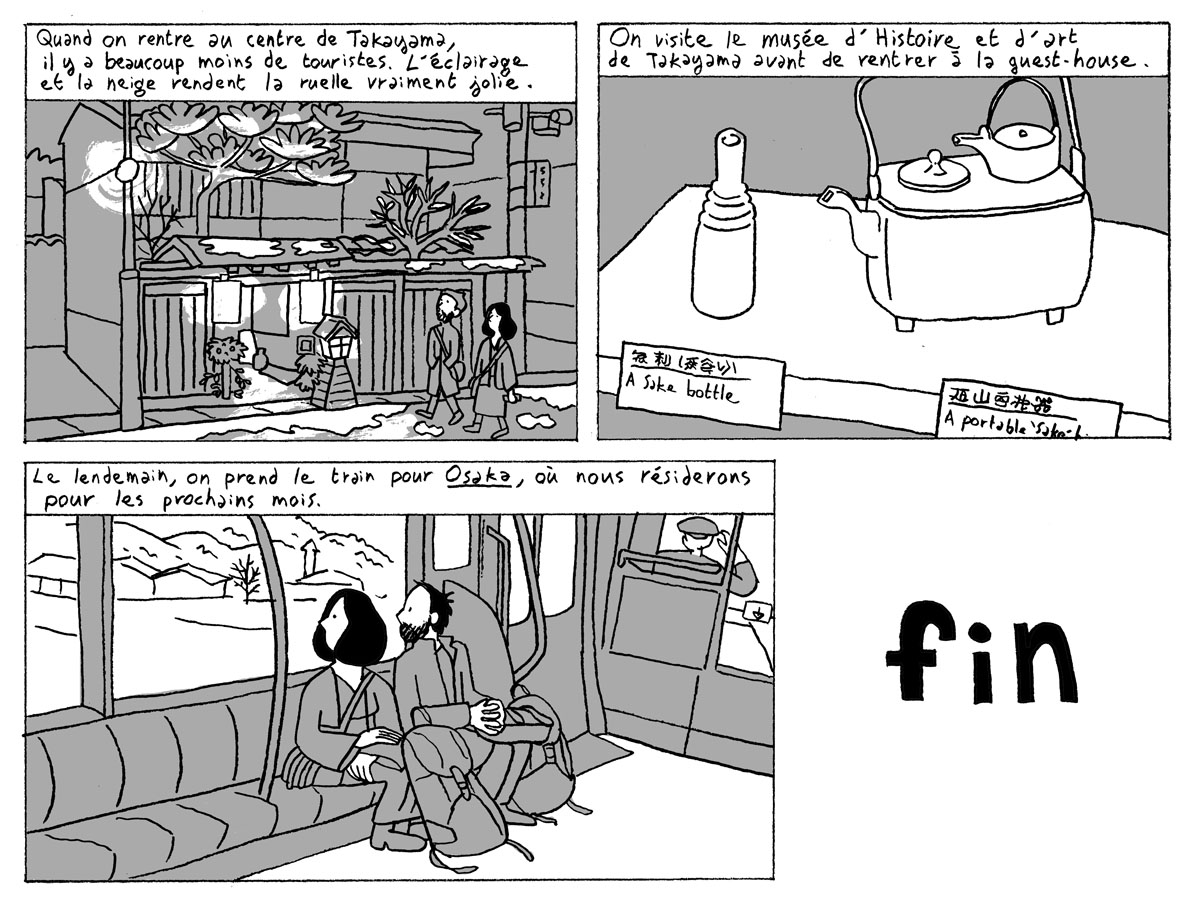 Quand on rentre au centre de Takayama,
il y a beaucoup moins de touristes. L'éclairage
et la neige rendent la ruelle vraiment jolie.
On visite le musée d'Histoire et d'art
de Takayama avant de rentrer à la guest-house.
A Sake bottle
A portable 'Sake-
Le lendemain, on prend le train pour Osaka, où nous résiderons
pour les prochains mois.
fin